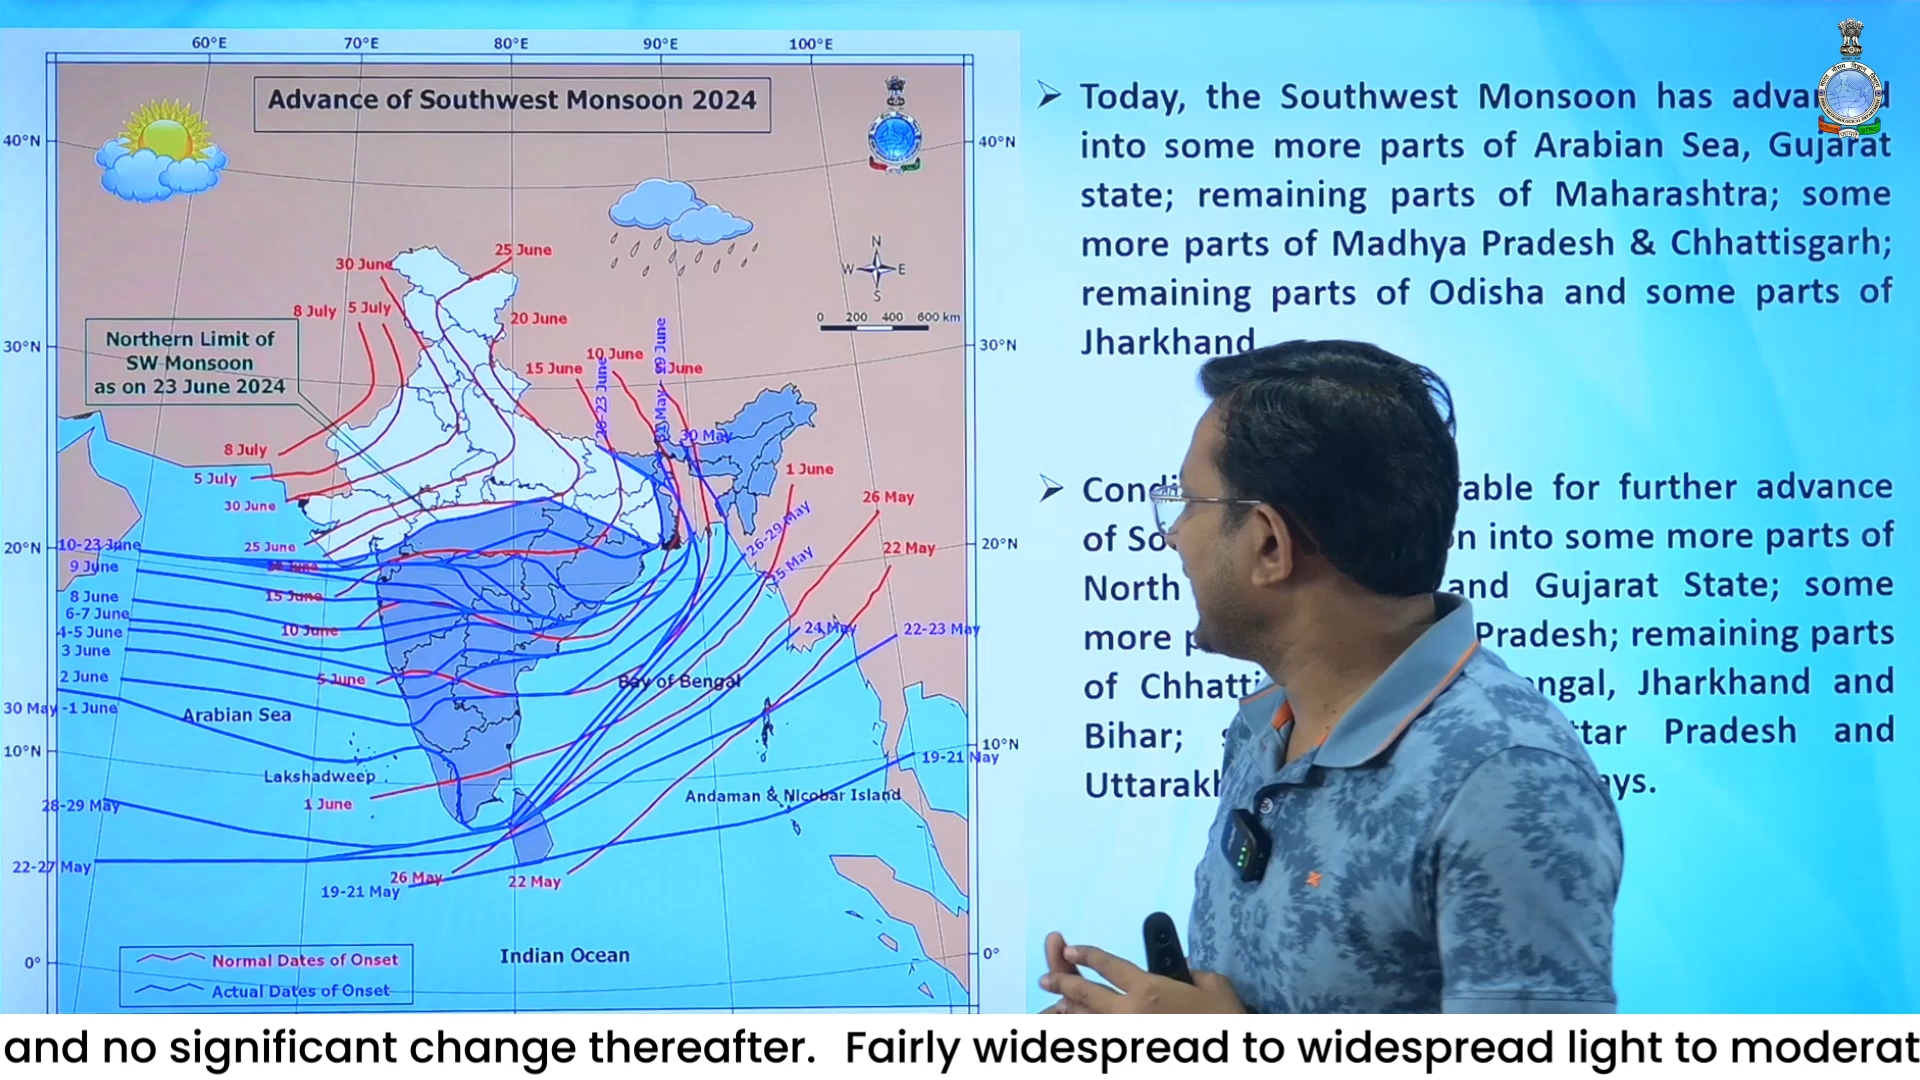 60°E 70°E 80°E 90°E 100°E
Advance of Southwest Monsoon 2024
40°N 40°N
N
W E
S
25 June
30 June
8 July 5 July
20 June
0 200 400 600 km
Northern Limit of
SW Monsoon
as on 23 June 2024
30°N 30°N
10 June
15 June
30 May
8 July
1 June
5 July
26 May
30 June
26-29 May
25 June
10-23 June
20°N 20°N
22 May
9 June
15 June
8 June
6-7 June
10 June
4-5 June
24 May
22-23 May
3 June
5 June
2 June
Bay of Bengal
30 May -1 June
Arabian Sea
10°N 10°N
19-21 May
Lakshadweep
28-29 May
1 June
Andaman & Nicobar Island
22-27 May
26 May
22 May
19-21 May
Indian Ocean
0° 0°
Normal Dates of Onset
Actual Dates of Onset
Today, the Southwest Monsoon has
into some more parts of Arabian Sea, Gujarat
state; remaining parts of Maharashtra; some
more parts of Madhya Pradesh & Chhattisgarh;
remaining parts of Odisha and some parts of
Jharkhand
for further advance
of into some more parts of
North and Gujarat State; some
more Pradesh; remaining parts
of Jharkhand and
Bihar; Pradesh and
and no significant change thereafter. Fairly widespread to widespread light to moderat